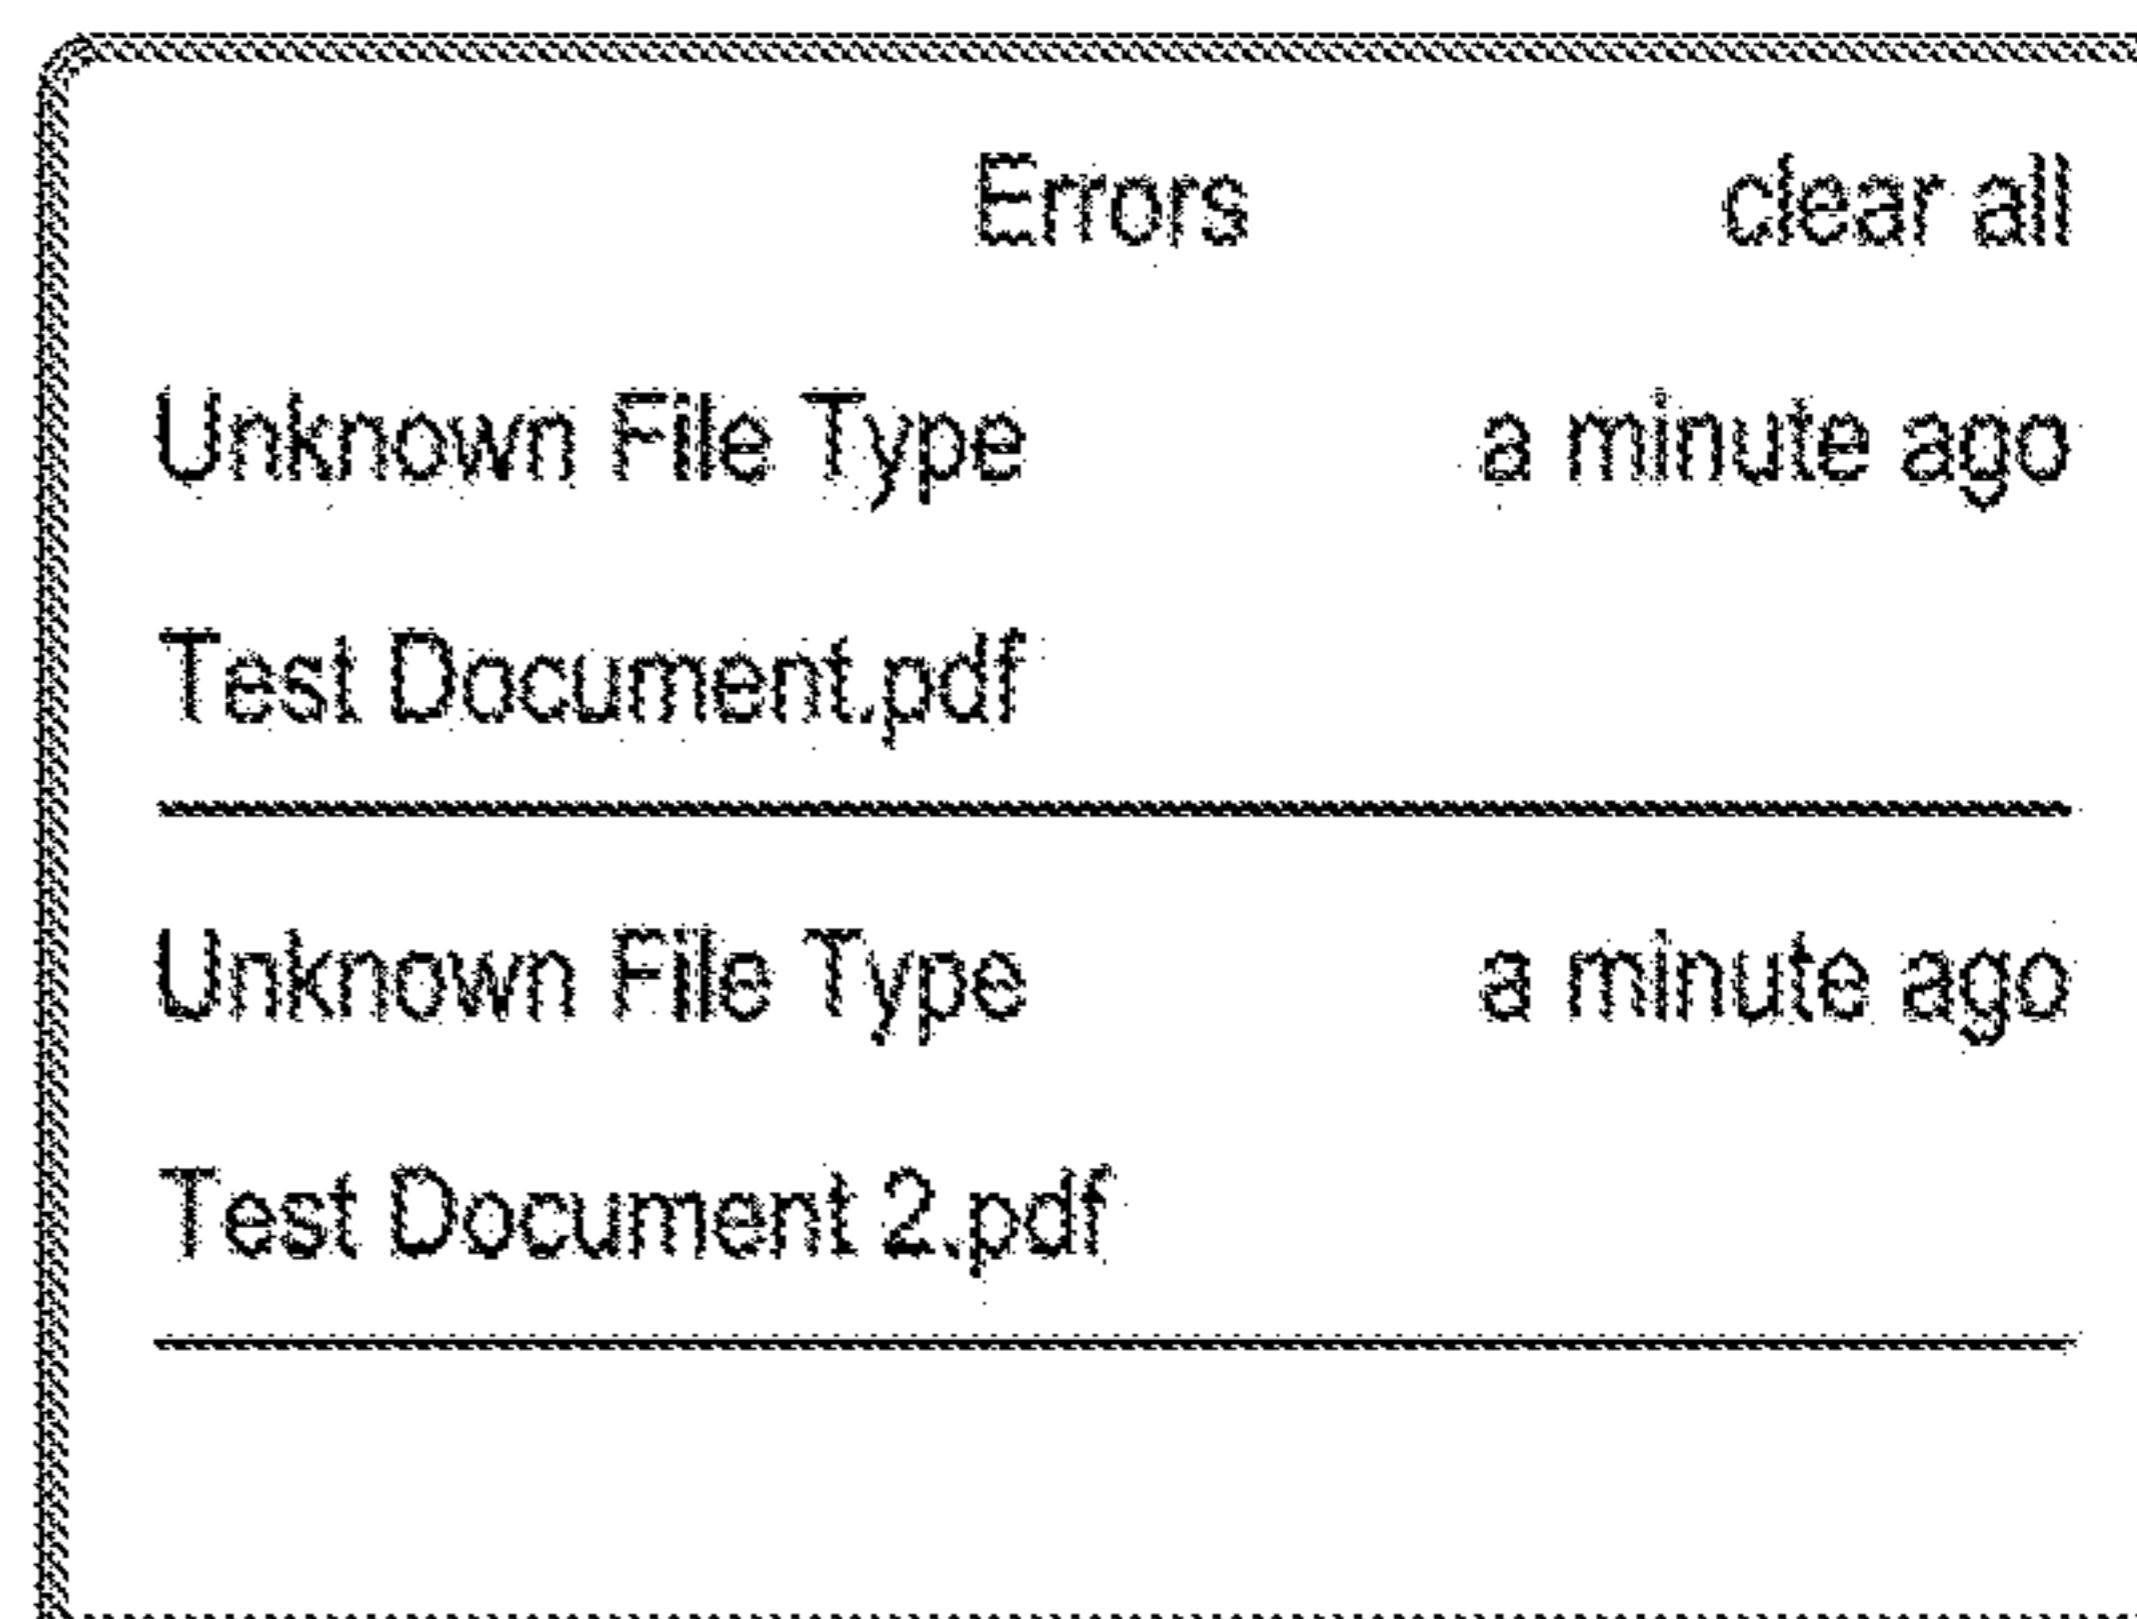 Errors clear all
Unknown File Type a minute ago
Test Document.pdf
Unknown File Type a minute ago
Test Document 2.pdf